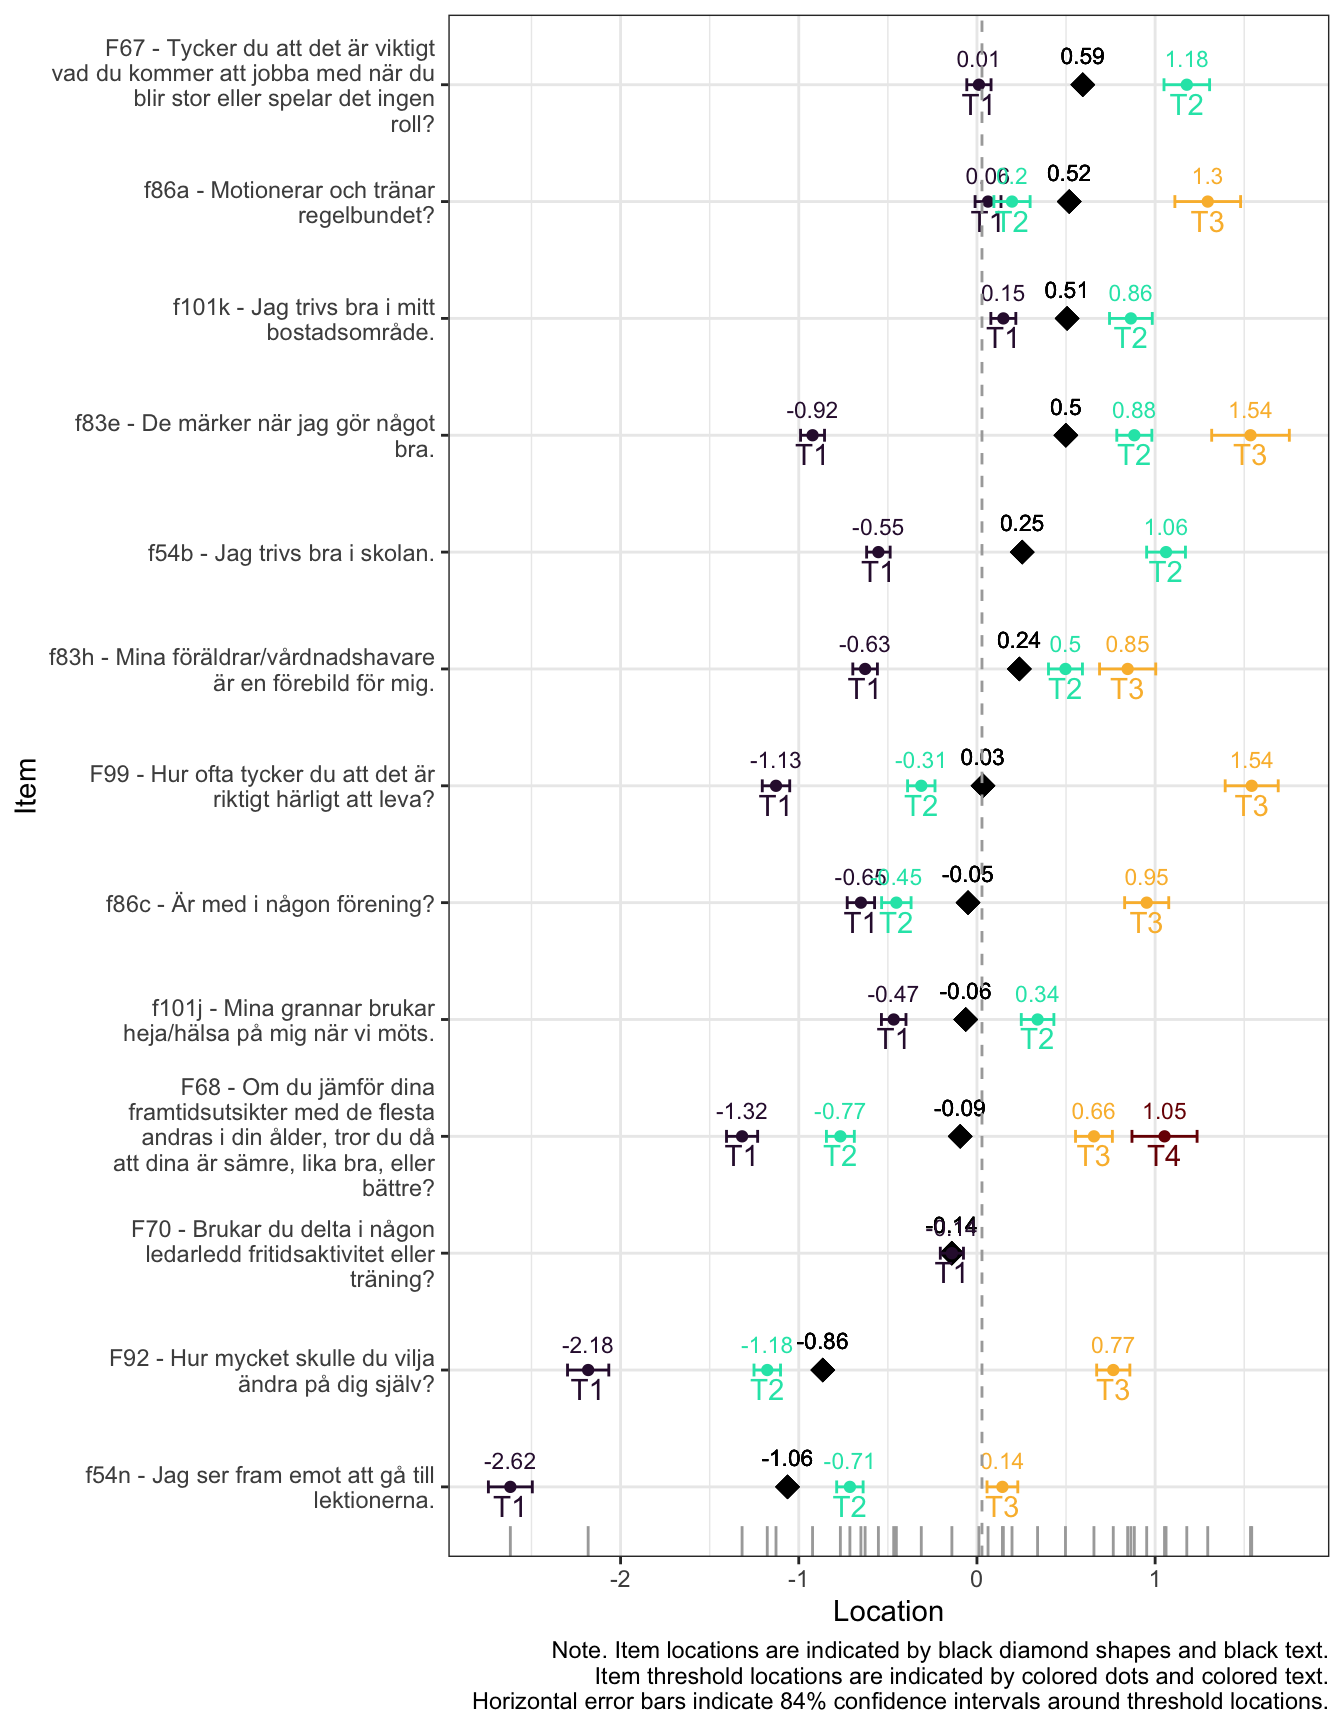 F67 - Tycker du att det är viktigt
vad du kommer att jobba med när du
blir stor eller spelar det ingen
roll?
0.01
0.59
1.18
T1
T2
f86a - Motionerar och tränar
regelbundet?
0.06
0.2
0.52
1.3
T1
T2
T3
f101k - Jag trivs bra i mitt
bostadsområde.
0.15
0.51
0.86
T1
T2
f83e - De märker när jag gör något
bra.
-0.92
0.5
0.88
1.54
T1
T2
T3
f54b - Jag trivs bra i skolan.
-0.55
0.25
1.06
T1
T2
f83h - Mina föräldrar/vårdnadshavare
är en förebild för mig.
-0.63
0.24
0.5
0.85
T1
T2
T3
Item
F99 - Hur ofta tycker du att det är
riktigt härligt att leva?
-1.13
-0.31
0.03
1.54
T1
T2
T3
f86c - Är med i någon förening?
-0.65
-0.45
-0.05
0.95
T1
T2
T3
f101j - Mina grannar brukar
heja/hälsa på mig när vi möts.
-0.47
-0.06
0.34
T1
T2
F68 - Om du jämför dina
framtidsutsikter med de flesta
andras i din ålder, tror du då
att dina är sämre, lika bra, eller
bättre?
-1.32
-0.77
-0.09
0.66
1.05
T1
T2
T3
T4
F70 - Brukar du delta i någon
ledarledd fritidsaktivitet eller
träning?
-0.14
-0.14
T1
F92 - Hur mycket skulle du vilja
ändra på dig själv?
-2.18
-1.18
-0.86
0.77
T1
T2
T3
f54n - Jag ser fram emot att gå till
lektionerna.
-2.62
-1.06
-0.71
0.14
T1
T2
T3
-2
-1
0
1
Location
Note. Item locations are indicated by black diamond shapes and black text.
Item threshold locations are indicated by colored dots and colored text.
Horizontal error bars indicate 84% confidence intervals around threshold locations.